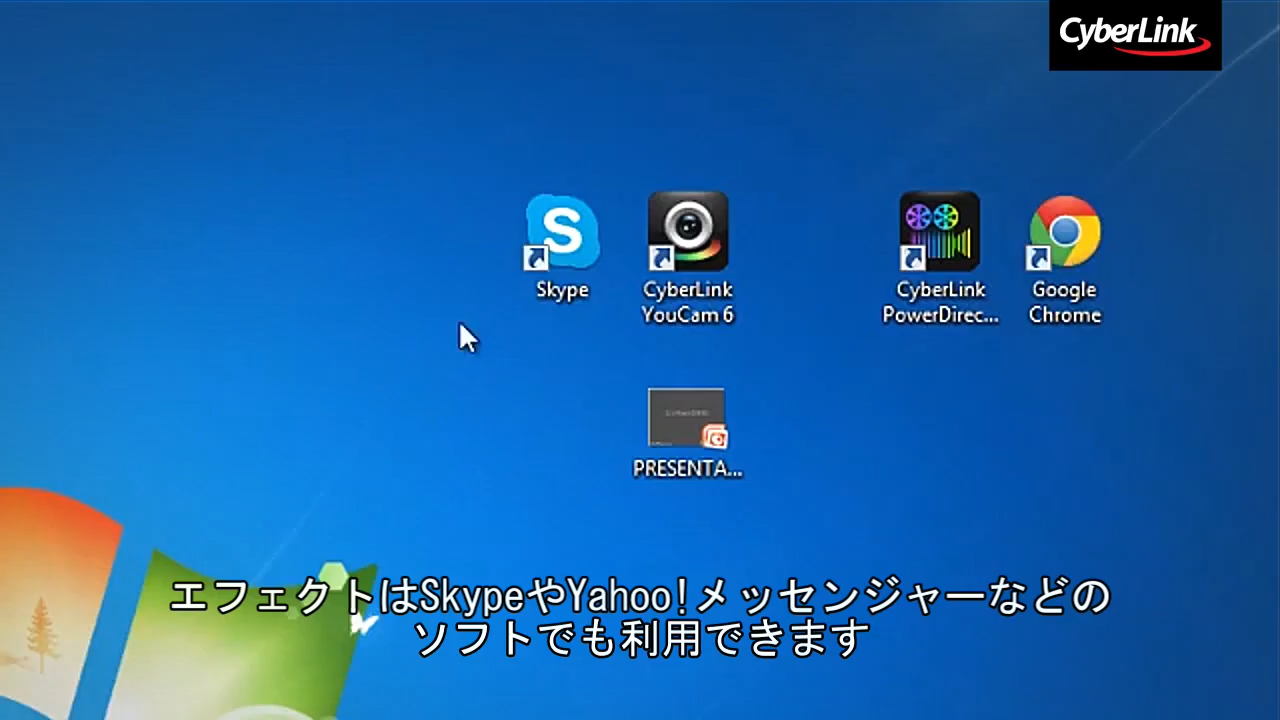 CyberLink
Skype
CyberLink
YouCam 6
CyberLink
PowerDirec...
Google
Chrome
PRESENTA...
エフェクトはSkypeやYahoo!メッセンジャーなどの
ソフトでも利用できます